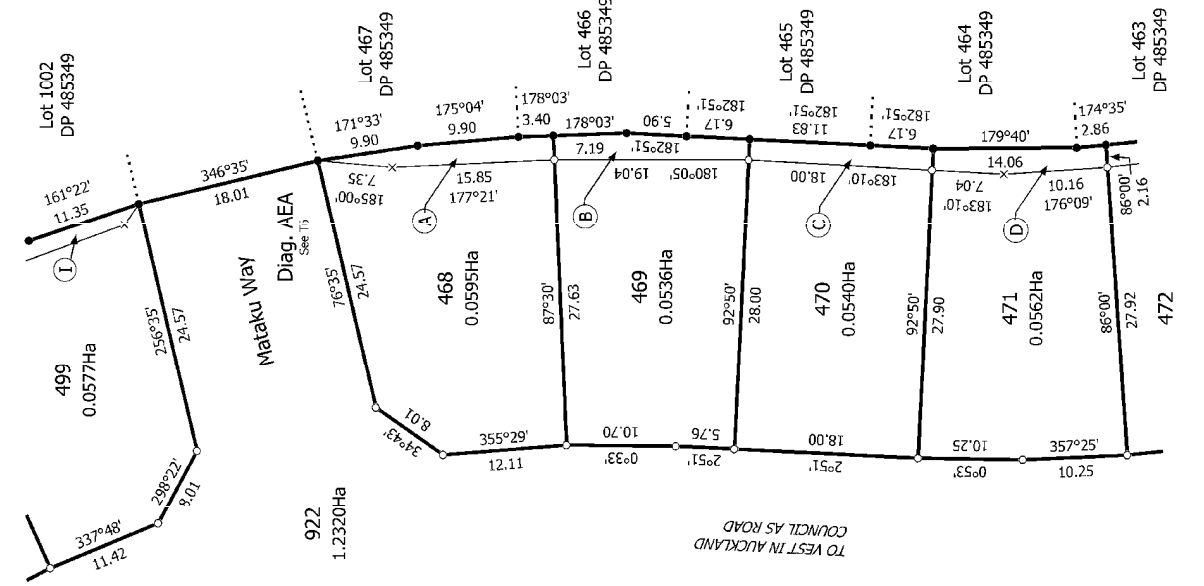 Lot 1002
DP 485349
Lot 467
DP 485349
Lot 466
DP 485349
Lot 465
DP 485349
Lot 464
DP 485349
Lot 463
DP 485349
161°22'
11.35
346°35'
18.01
171°33'
9.90
175°04'
9.90
178°03'
3.40
178°03'
7.19
5.90
182°51'
182°51'
6.17
182°51'
11.83
182°51'
6.17
179°40'
14.06
174°35'
2.86
I
7.35
185°00'
15.85
177°21'
A
19.04
180°05'
B
18.00
183°10'
C
7.04
183°10'
10.16
176°09'
D
86°00'
2.16
256°35'
24.57
Mataku Way
Diag. AEA
76°35'
24.57
499
0.0577Ha
468
0.0595Ha
87°30'
27.63
469
0.0536Ha
92°50'
28.00
470
0.0540Ha
92°50'
27.90
471
0.0562Ha
86°00'
27.92
472
298°22'
8.01
337°48'
11.42
8.01
34°43'
355°29'
12.11
10.70
0°33'
5.76
2°51'
18.00
2°51'
10.25
0°53'
357°25'
10.25
922
1.2320Ha
TO VEST IN AUCKLAND
COUNCIL AS ROAD